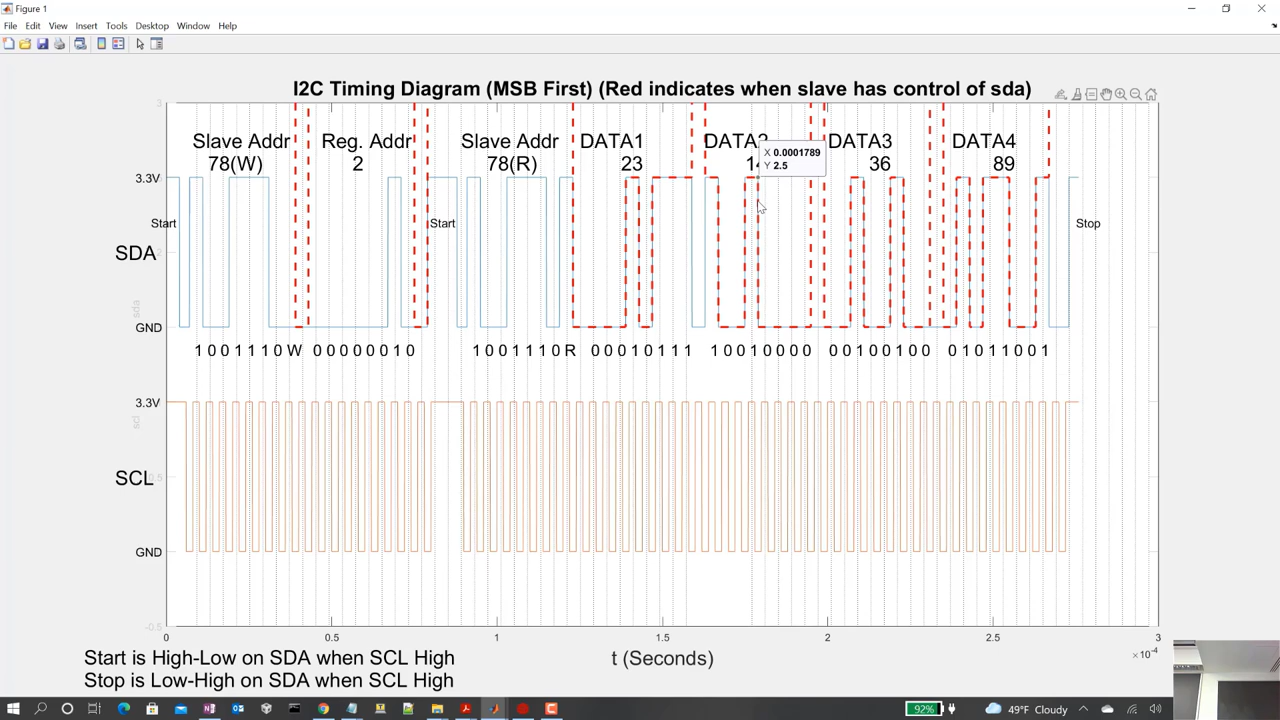 Figure 1
File Edit View Insert Tools Desktop Window Help
I2C Timing Diagram (MSB First) (Red indicates when slave has control of sda)
3
Slave Addr Reg. Addr Slave Addr DATA1 DATA2 DATA3 DATA4
78(W) 2 78(R) 23 36 89
X 0.0001789
Y 2.5
3.3V
Start Start Stop
SDA
sda
GND
1 0 0 1 1 1 0 W 0 0 0 0 0 0 1 0 1 0 0 1 1 1 0 R 0 0 0 1 0 1 1 1 1 0 0 1 0 0 0 0 0 0 1 0 0 1 0 0 0 1 0 1 1 0 0 1
3.3V
scl
SCL
GND
-0.5
0 0.5 1 1.5 2 2.5 3
×10-4
t (Seconds)
Start is High-Low on SDA when SCL High
Stop is Low-High on SDA when SCL High
92% 49°F Cloudy